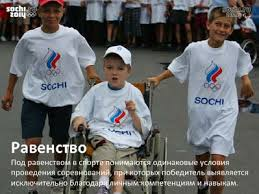 sochi
2014
SOCHI
SOCHI
SOCHI
Равенство
Под равенством в спорте понимаются одинаковые условия
проведения соревнований, при которых победитель выявляется
исключительно благодаря личным компетенциям и навыкам.